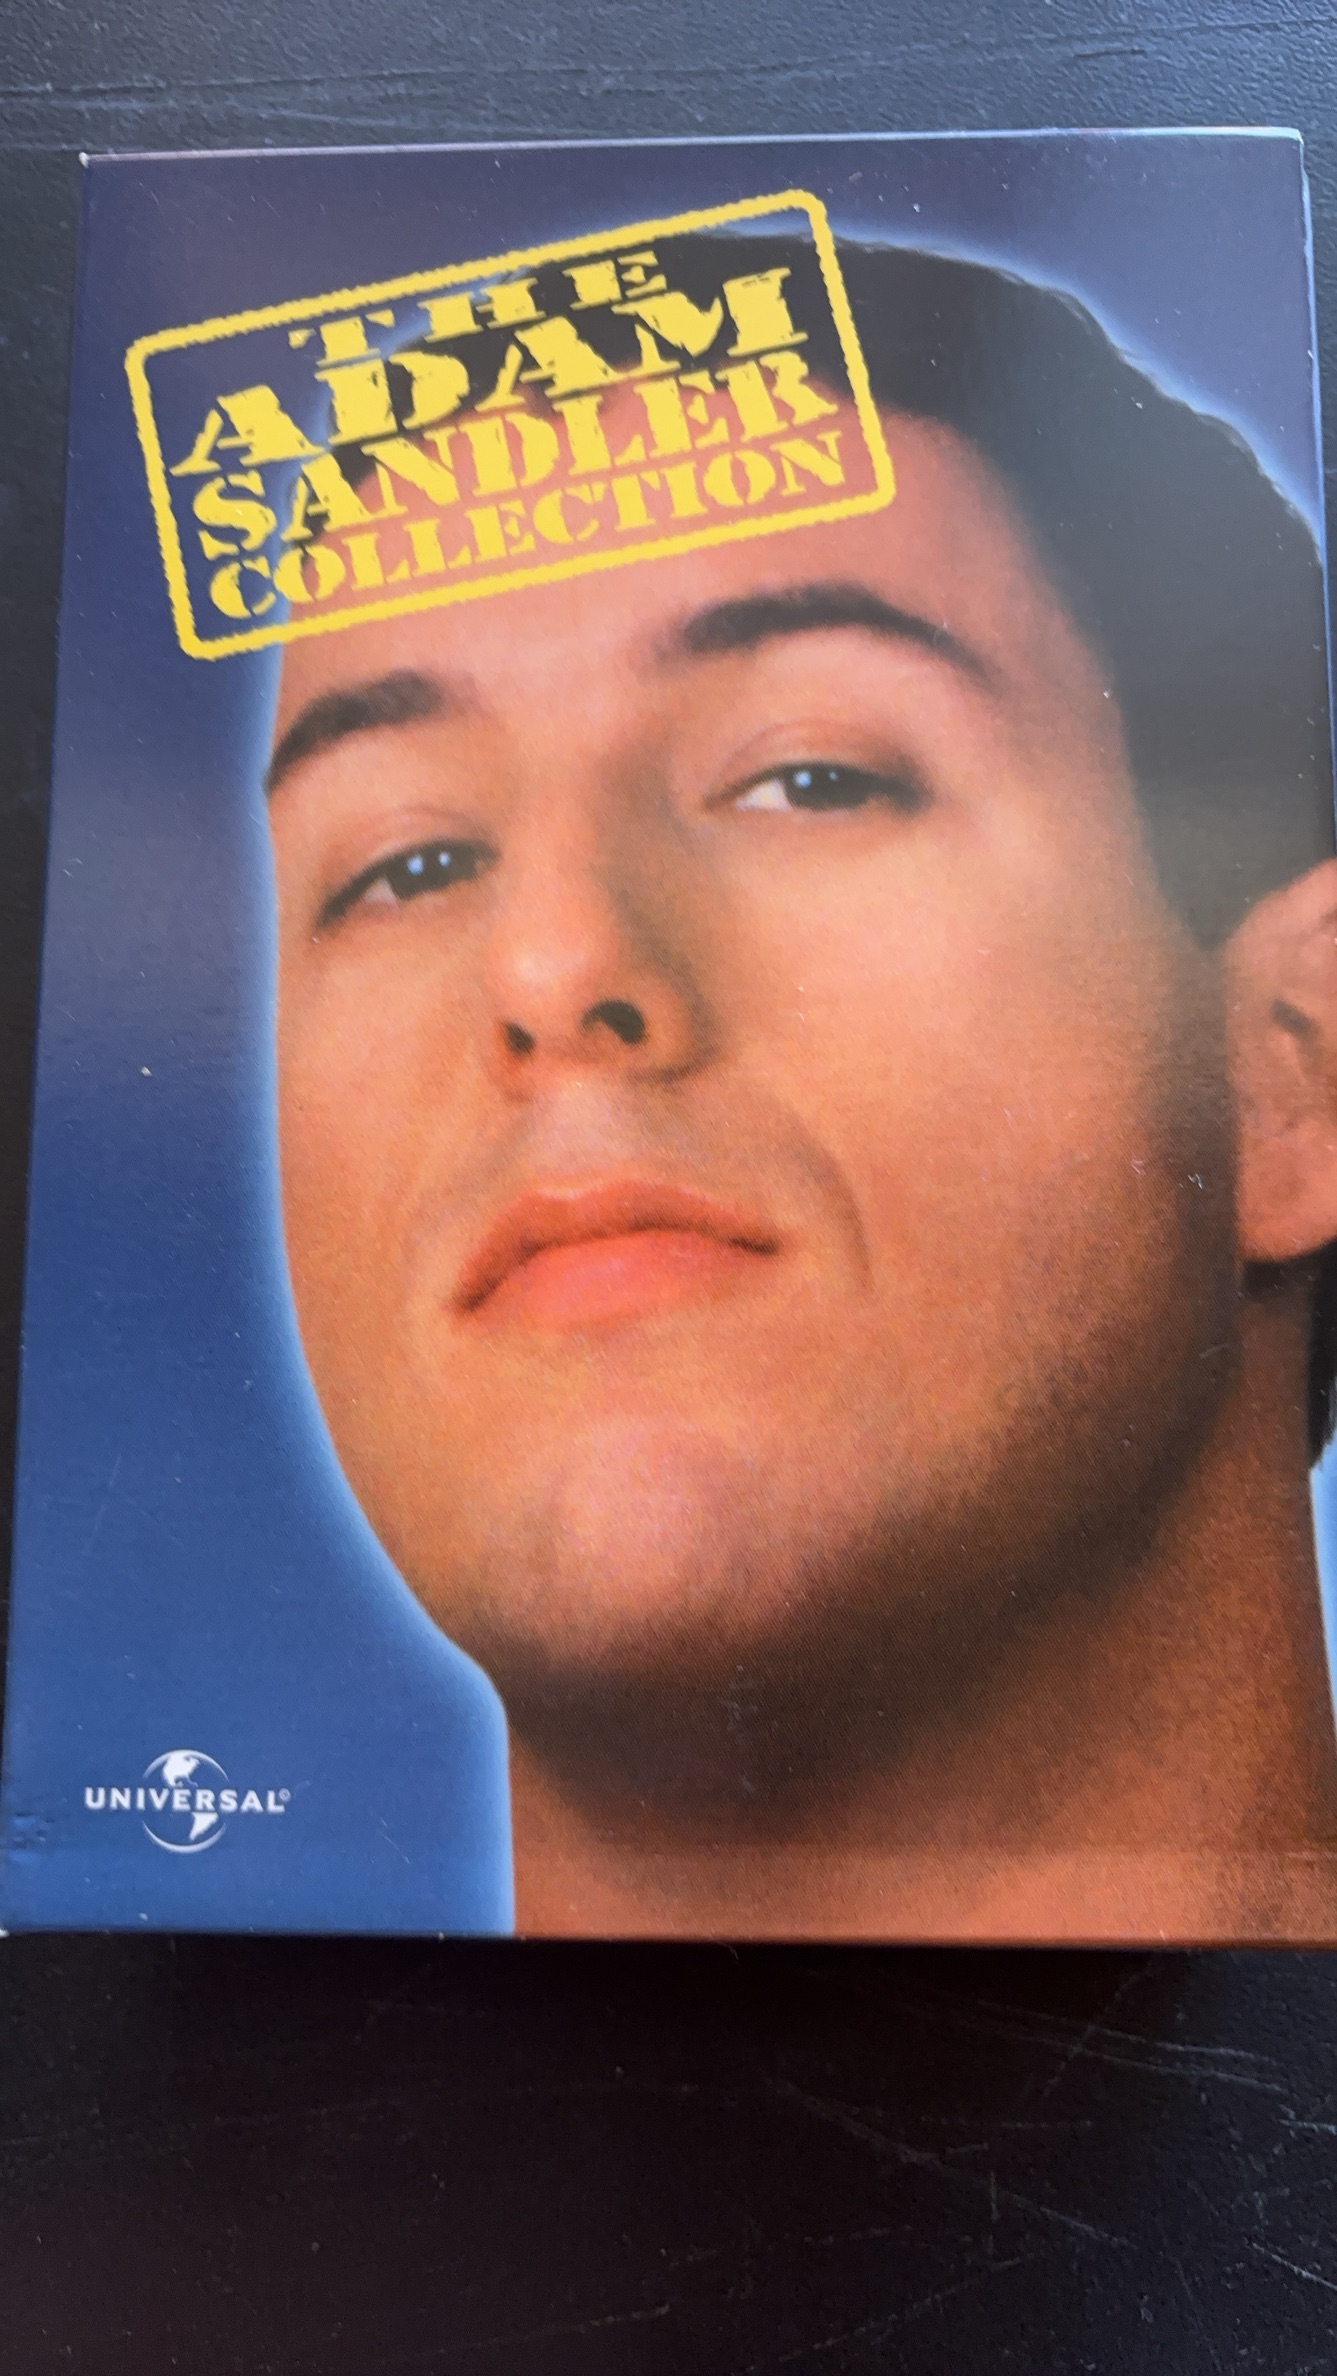 THE
ADAM
SANDLER
COLLECTION
UNIVERSAL®